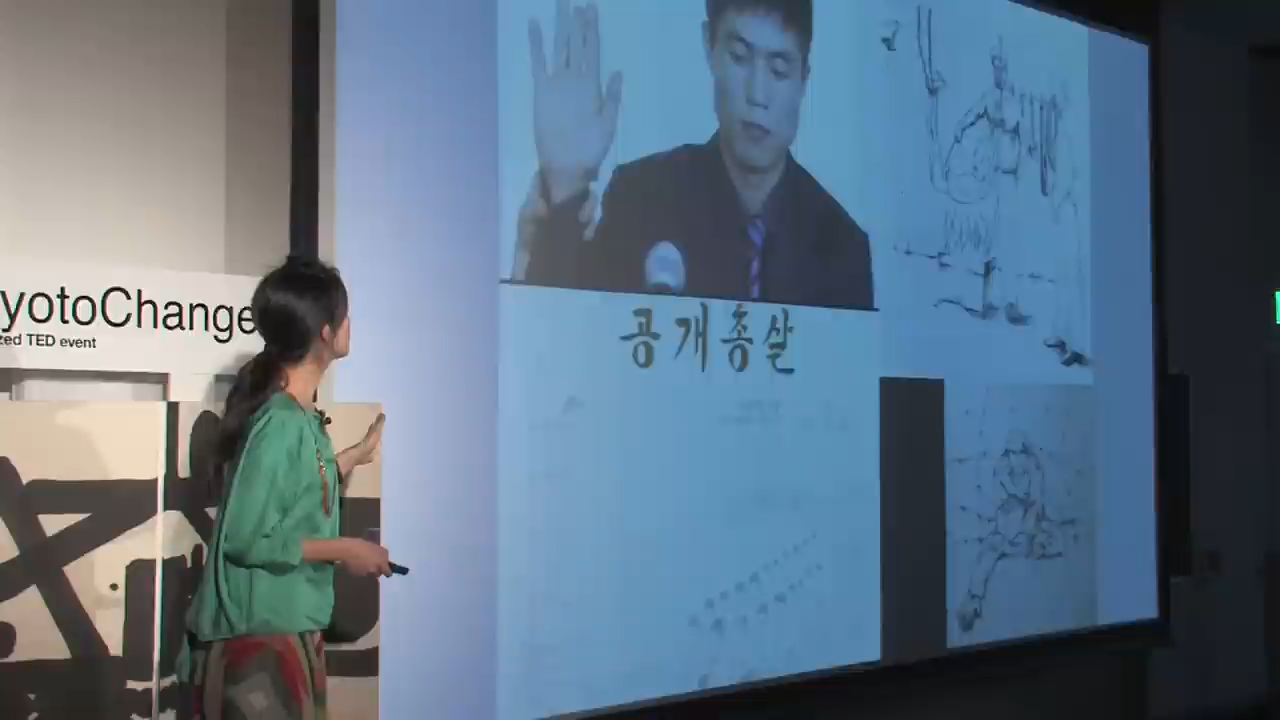 yotoChange
zed TED event
공개총살